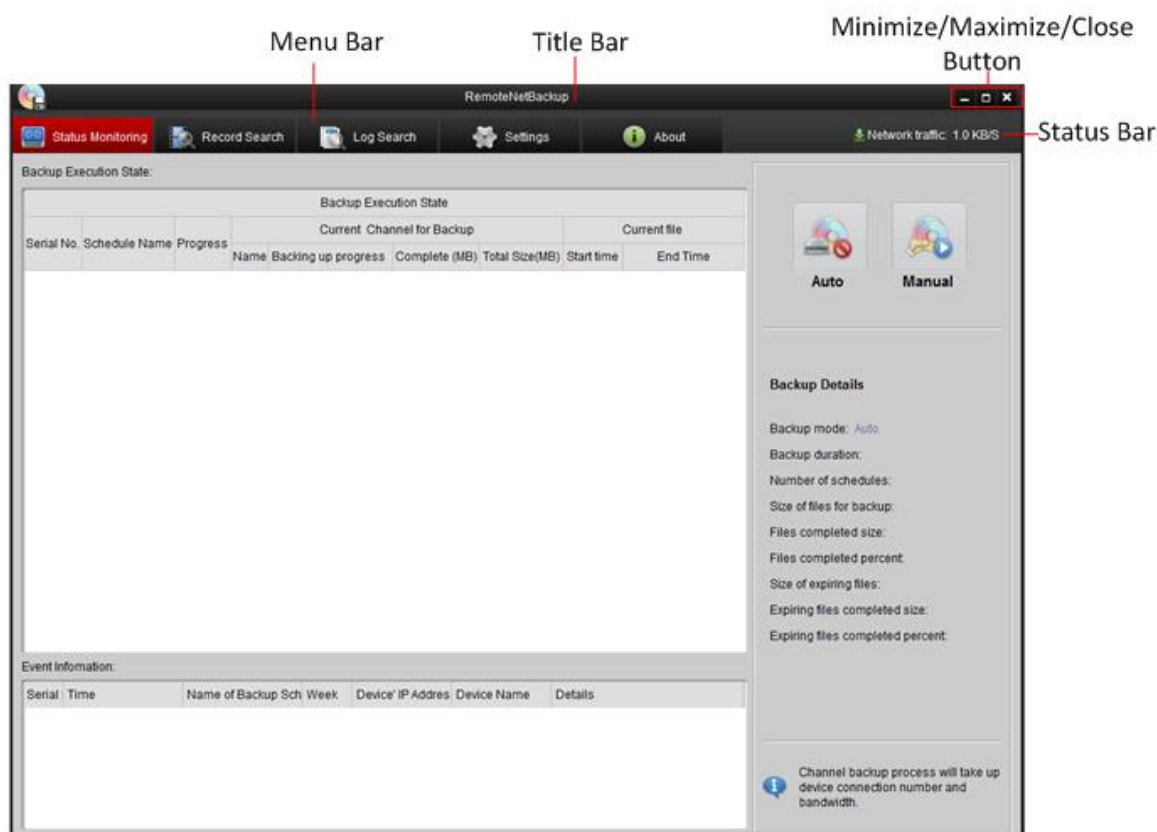 Menu Bar
Title Bar
Minimize/Maximize/Close
Button
RemoteNetBackup
Status Monitoring
Record Search
Log Search
Settings
About
Network traffic: 1.0 KB/S
Status Bar
Backup Execution State:
Backup Execution State
Serial No.
Schedule Name
Progress
Current Channel for Backup
Current file
Name
Backing up progress
Complete (MB)
Total Size(MB)
Start time
End Time
Auto
Manual
Backup Details
Backup mode: Auto
Backup duration:
Number of schedules:
Size of files for backup:
Files completed size:
Files completed percent:
Size of expiring files:
Expiring files completed size:
Expiring files completed percent:
Event Infomation:
Serial
Time
Name of Backup Sch
Week
Device' IP Addres
Device Name
Details
Channel backup process will take up
device connection number and
bandwidth.